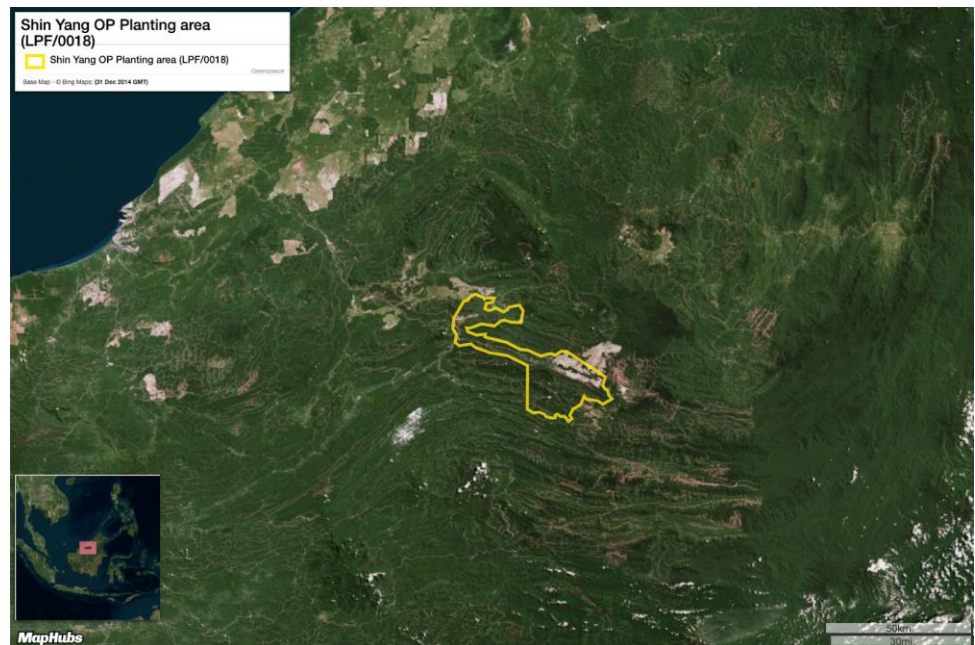 Shin Yang OP Planting area
(LPF/0018)
Shin Yang OP Planting area (LPF/0018)
Greenpeace
Base Map - © Bing Maps: (31 Dec 2014 GMT)
MapHubs
50km
30mi